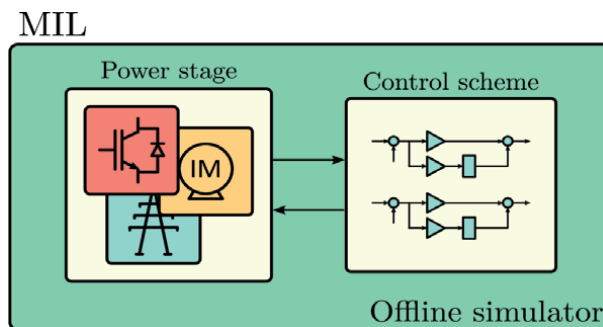 MIL
Power stage
Control scheme
IM
Offline simulator